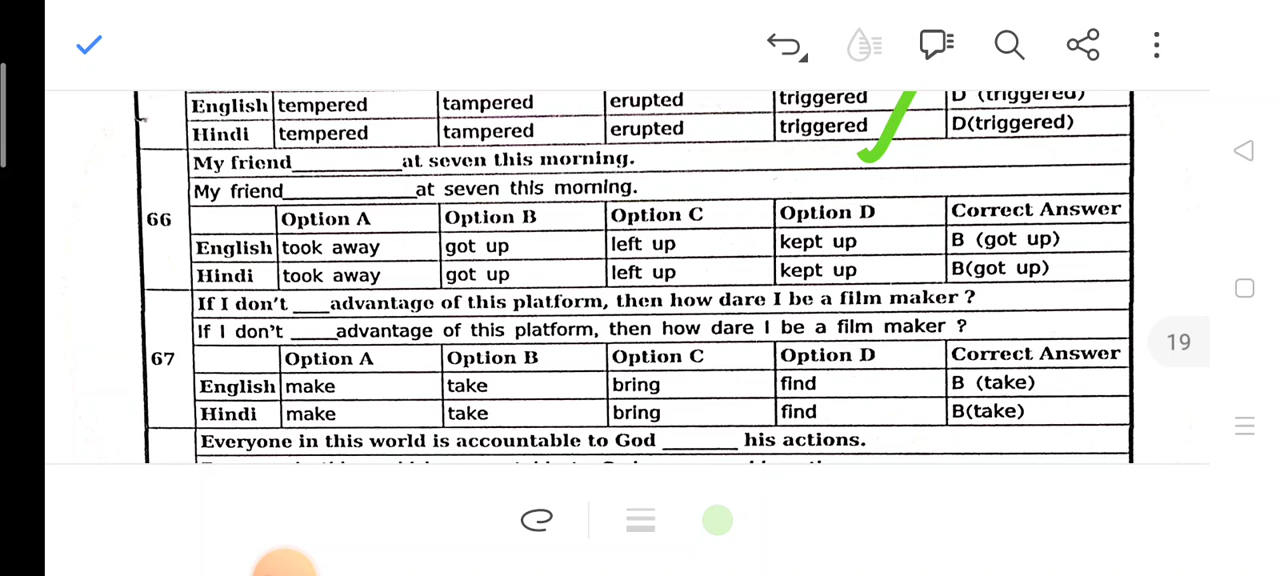 English tempered tampered erupted triggered D (triggered)
Hindi tempered tampered erupted triggered D(triggered)
My friend__________at seven this morning.
My friend____________at seven this morning.
66
Option A Option B Option C Option D Correct Answer
English took away got up left up kept up B (got up)
Hindi took away got up left up kept up B(got up)
If I don't ___advantage of this platform, then how dare I be a film maker ?
If I don't ____advantage of this platform, then how dare I be a film maker ?
67
Option A Option B Option C Option D Correct Answer
English make take bring find B (take)
Hindi make take bring find B(take)
Everyone in this world is accountable to God ______ his actions.
19